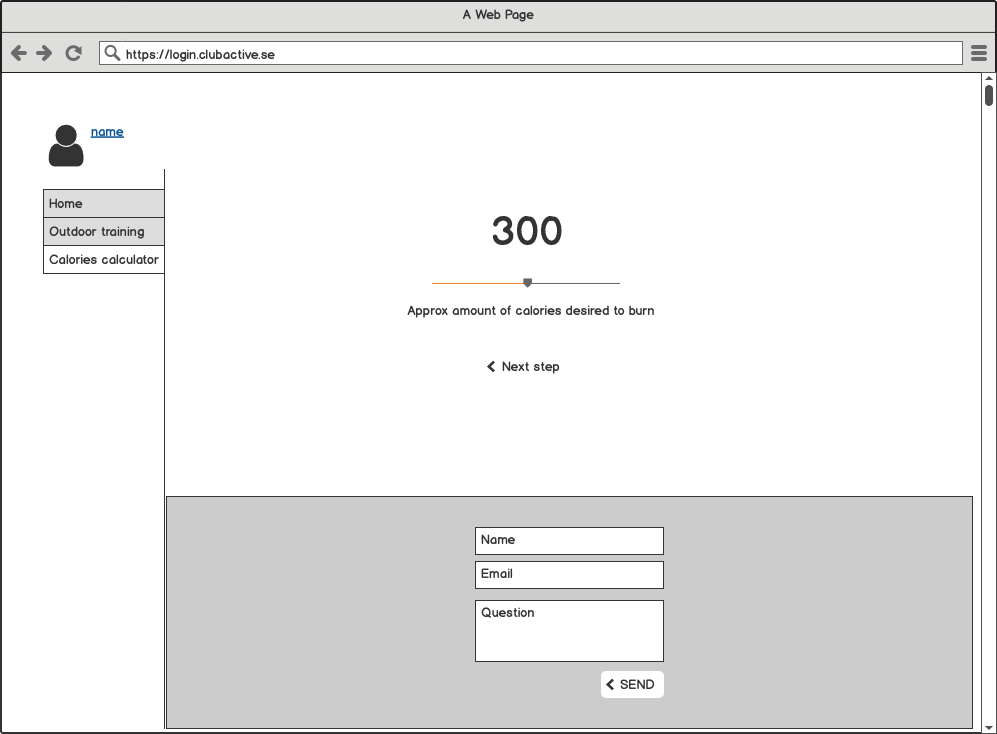 A Web Page
https://login.clubactive.se
name
Home
Outdoor training
Calories calculator
300
Approx amount of calories desired to burn
Next step
Name
Email
Question
SEND